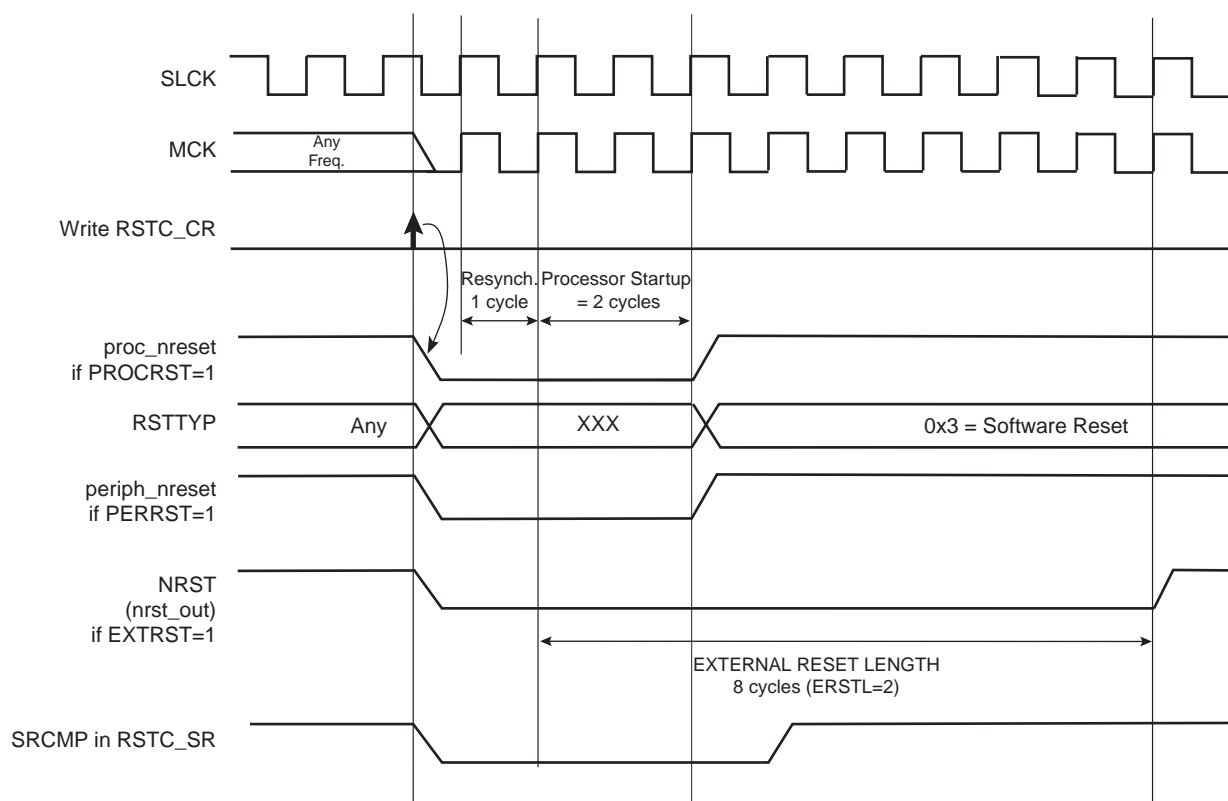 SLCK
MCK
Any
Freq.
Write RSTC_CR
Resynch.
1 cycle
Processor Startup
= 2 cycles
proc_nreset
if PROCRST=1
RSTTYP
Any
XXX
0x3 = Software Reset
periph_nreset
if PERRST=1
NRST
(nrst_out)
if EXTRST=1
EXTERNAL RESET LENGTH
8 cycles (ERSTL=2)
SRCMP in RSTC_SR